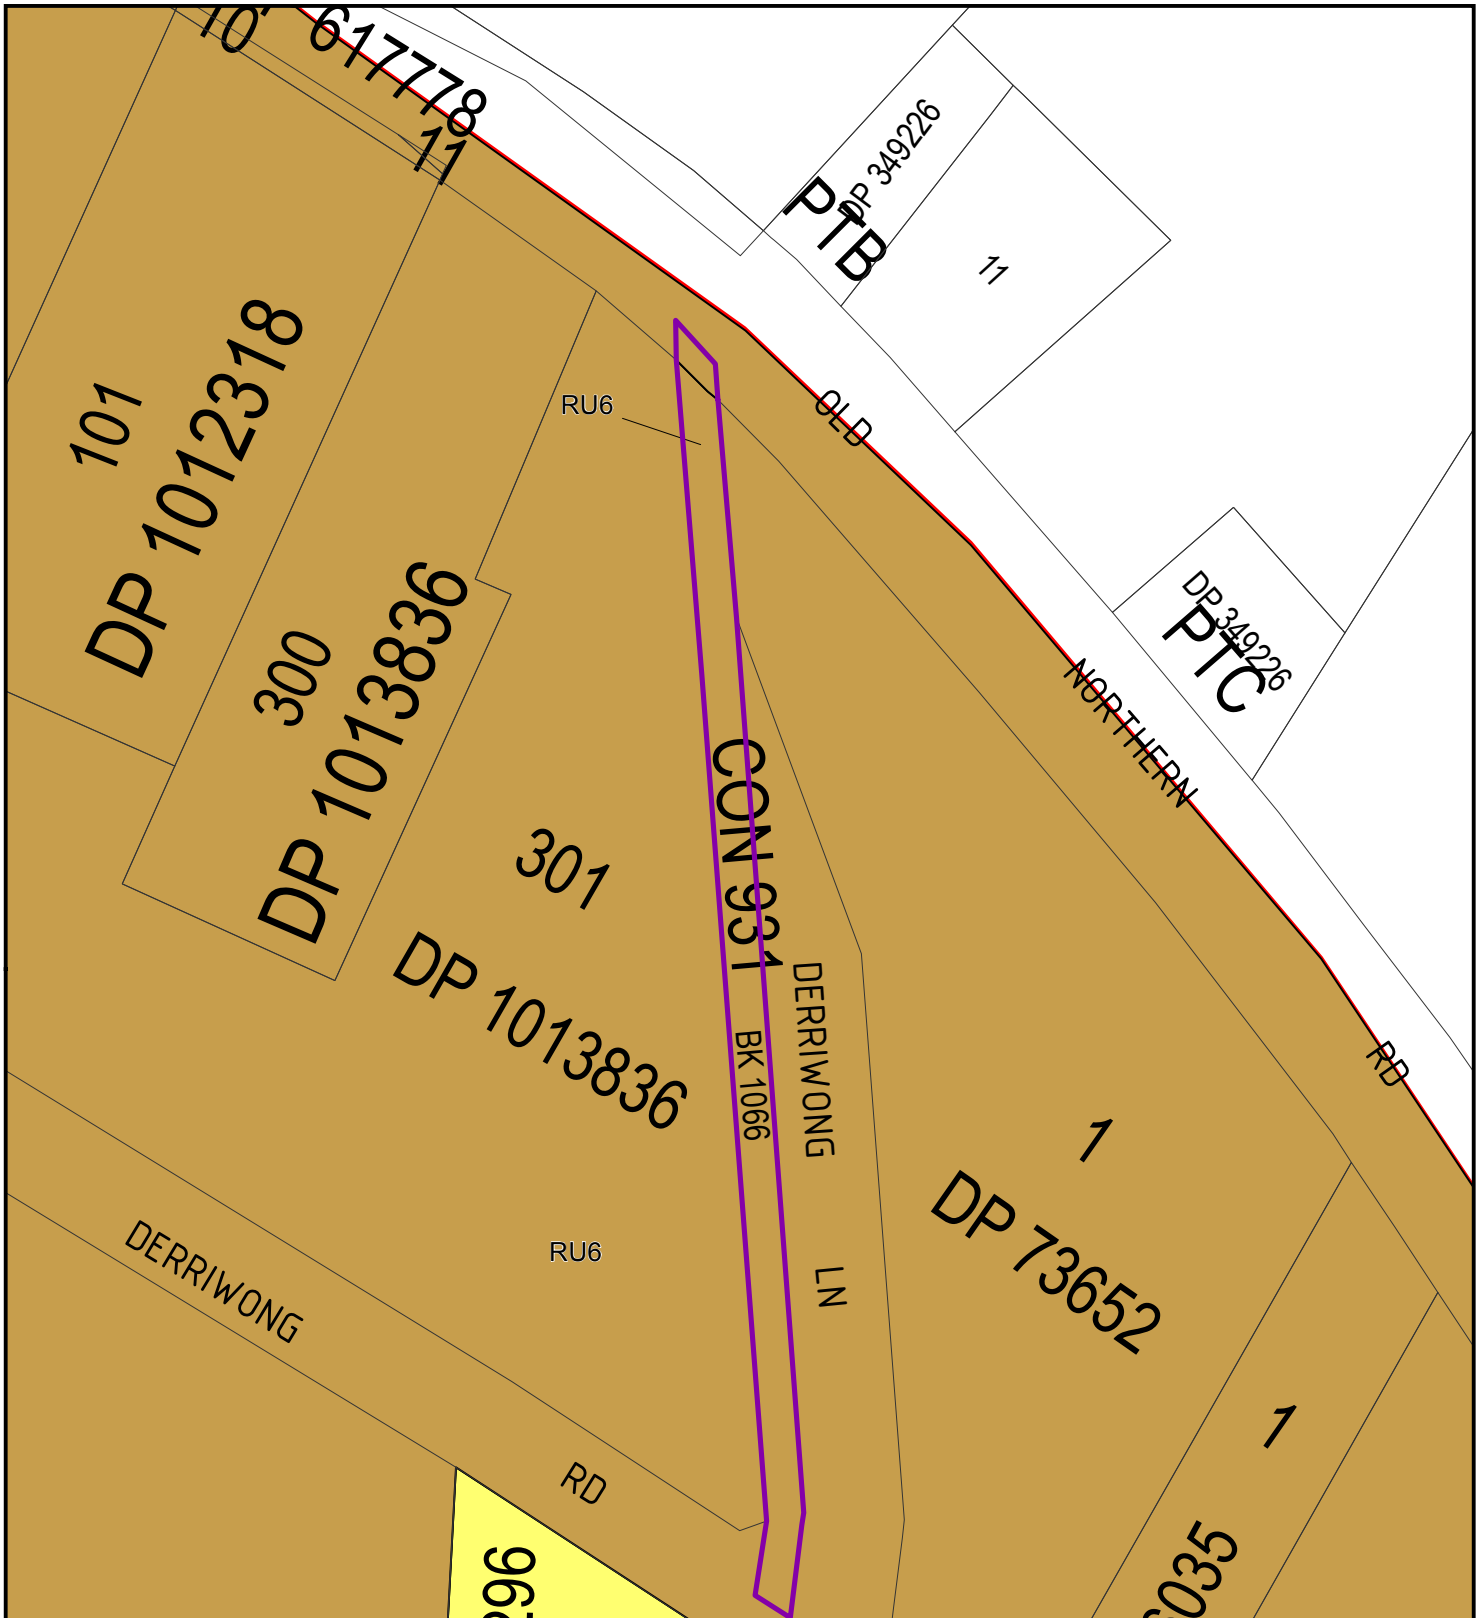 617778
11
DP 349226
PTB
11
101
DP 1012318
RU6
OLD
300
DP 1013836
DP 349226
PTC
NORTHERN
RD
301
DP 1013836
CON 931
BK 1066
DERRIWONG
LN
1
DP 73652
RU6
DERRIWONG
RD
1